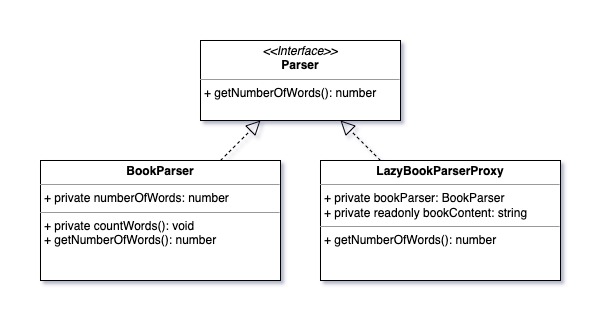 <<Interface>>
Parser
+ getNumberOfWords(): number
BookParser
+ private numberOfWords: number
+ private countWords(): void
+ getNumberOfWords(): number
LazyBookParserProxy
+ private bookParser: BookParser
+ private readonly bookContent: string
+ getNumberOfWords(): number